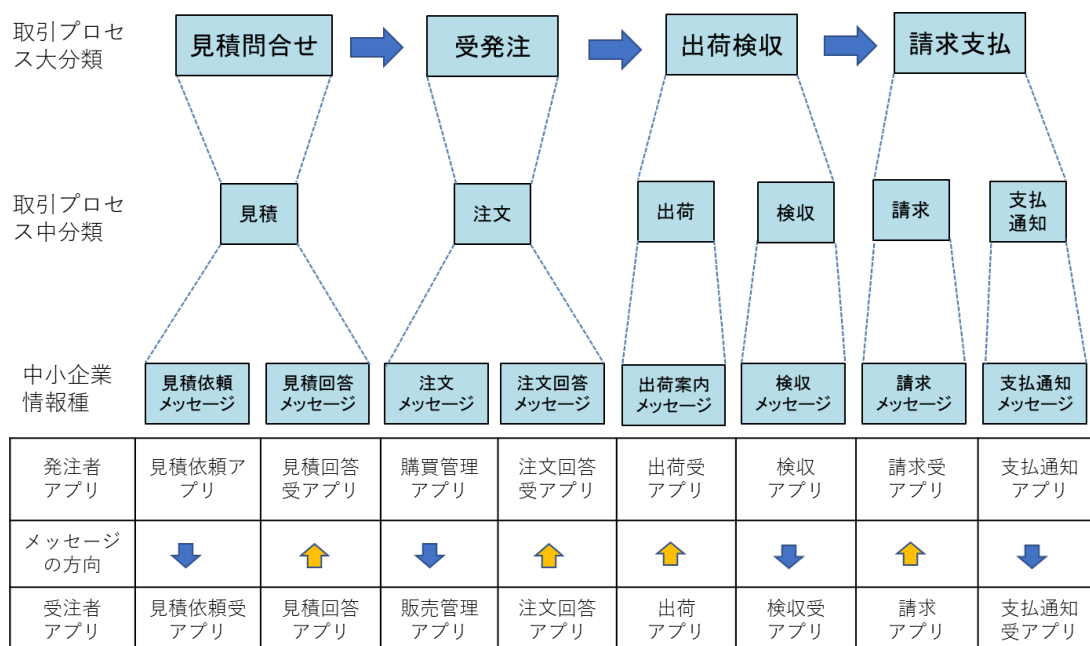 取引プロセ
ス大分類
見積問合せ
受発注
出荷検収
請求支払
取引プロセ
ス中分類
見積
注文
出荷
検収
請求
支払
通知
中小企業
情報種
見積依頼
メッセージ
見積回答
メッセージ
注文
メッセージ
注文回答
メッセージ
出荷案内
メッセージ
検収
メッセージ
請求
メッセージ
支払通知
メッセージ
発注者
アプリ
見積依頼ア
プリ
見積回答
受アプリ
購買管理
アプリ
注文回答
受アプリ
出荷受
アプリ
検収
アプリ
請求受
アプリ
支払通知
アプリ
メッセージ
の方向
受注者
アプリ
見積依頼受
アプリ
見積回答
アプリ
販売管理
アプリ
注文回答
アプリ
出荷
アプリ
検収受
アプリ
請求
アプリ
支払通知
受アプリ